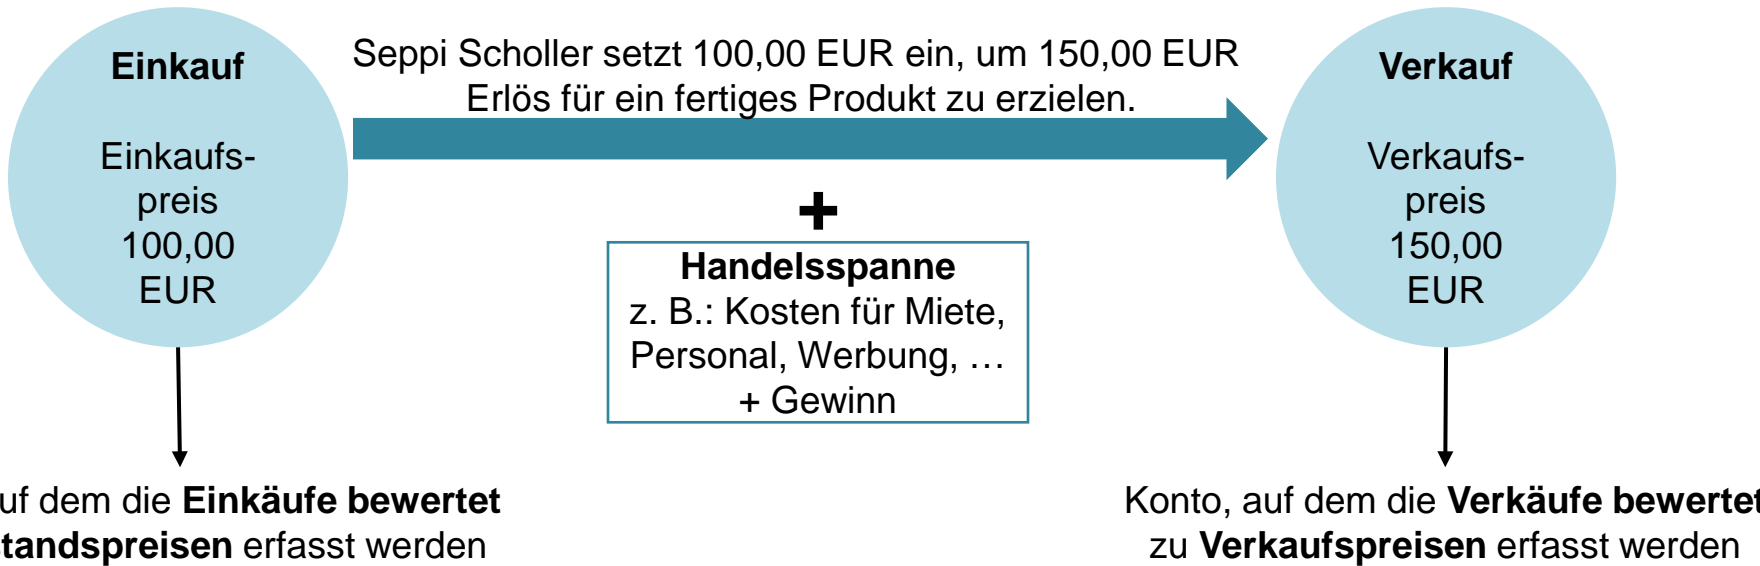 Einkauf
Einkaufs-
preis
100,00
EUR
Seppi Scholler setzt 100,00 EUR ein, um 150,00 EUR
Erlös für ein fertiges Produkt zu erzielen.
+
Handelsspanne
z. B.: Kosten für Miete,
Personal, Werbung, …
+ Gewinn
Verkauf
Verkaufs-
preis
150,00
EUR
uf dem die Einkäufe bewertet
tandspreisen erfasst werden
Konto, auf dem die Verkäufe bewertet
zu Verkaufspreisen erfasst werden